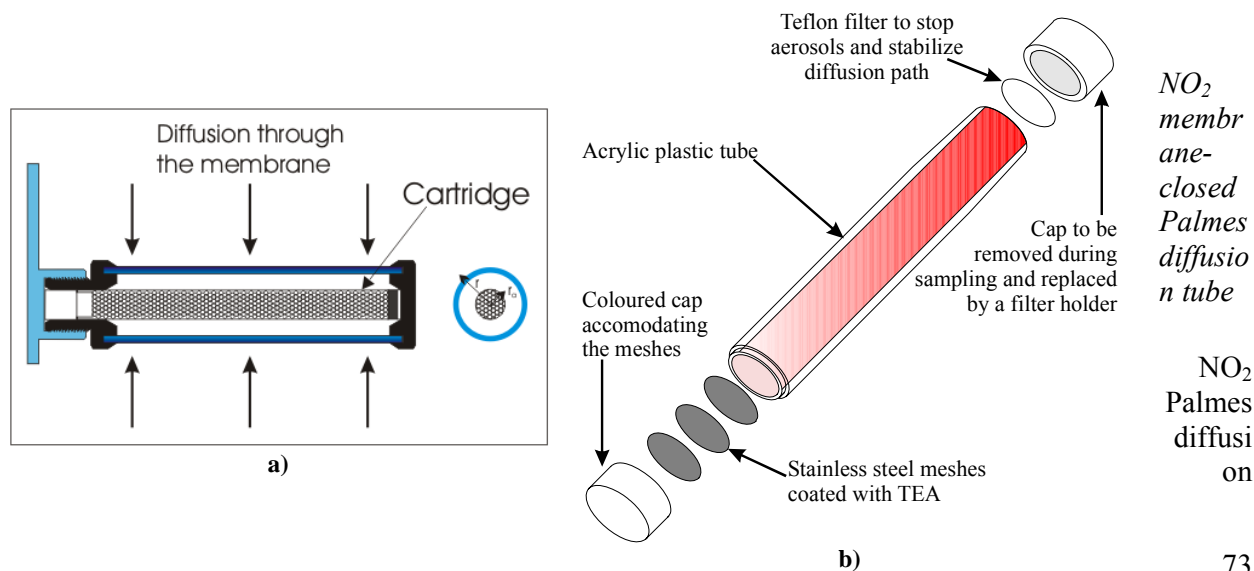 Diffusion through
the membrane
Cartridge
r
rₐ
a)
Teflon filter to stop
aerosols and stabilize
diffusion path
Acrylic plastic tube
Cap to be
removed during
sampling and replaced
by a filter holder
Coloured cap
accomodating
the meshes
Stainless steel meshes
coated with TEA
b)
NO₂
membr
ane-
closed
Palmes
diffusio
n tube
NO₂
Palmes
diffusi
on
73